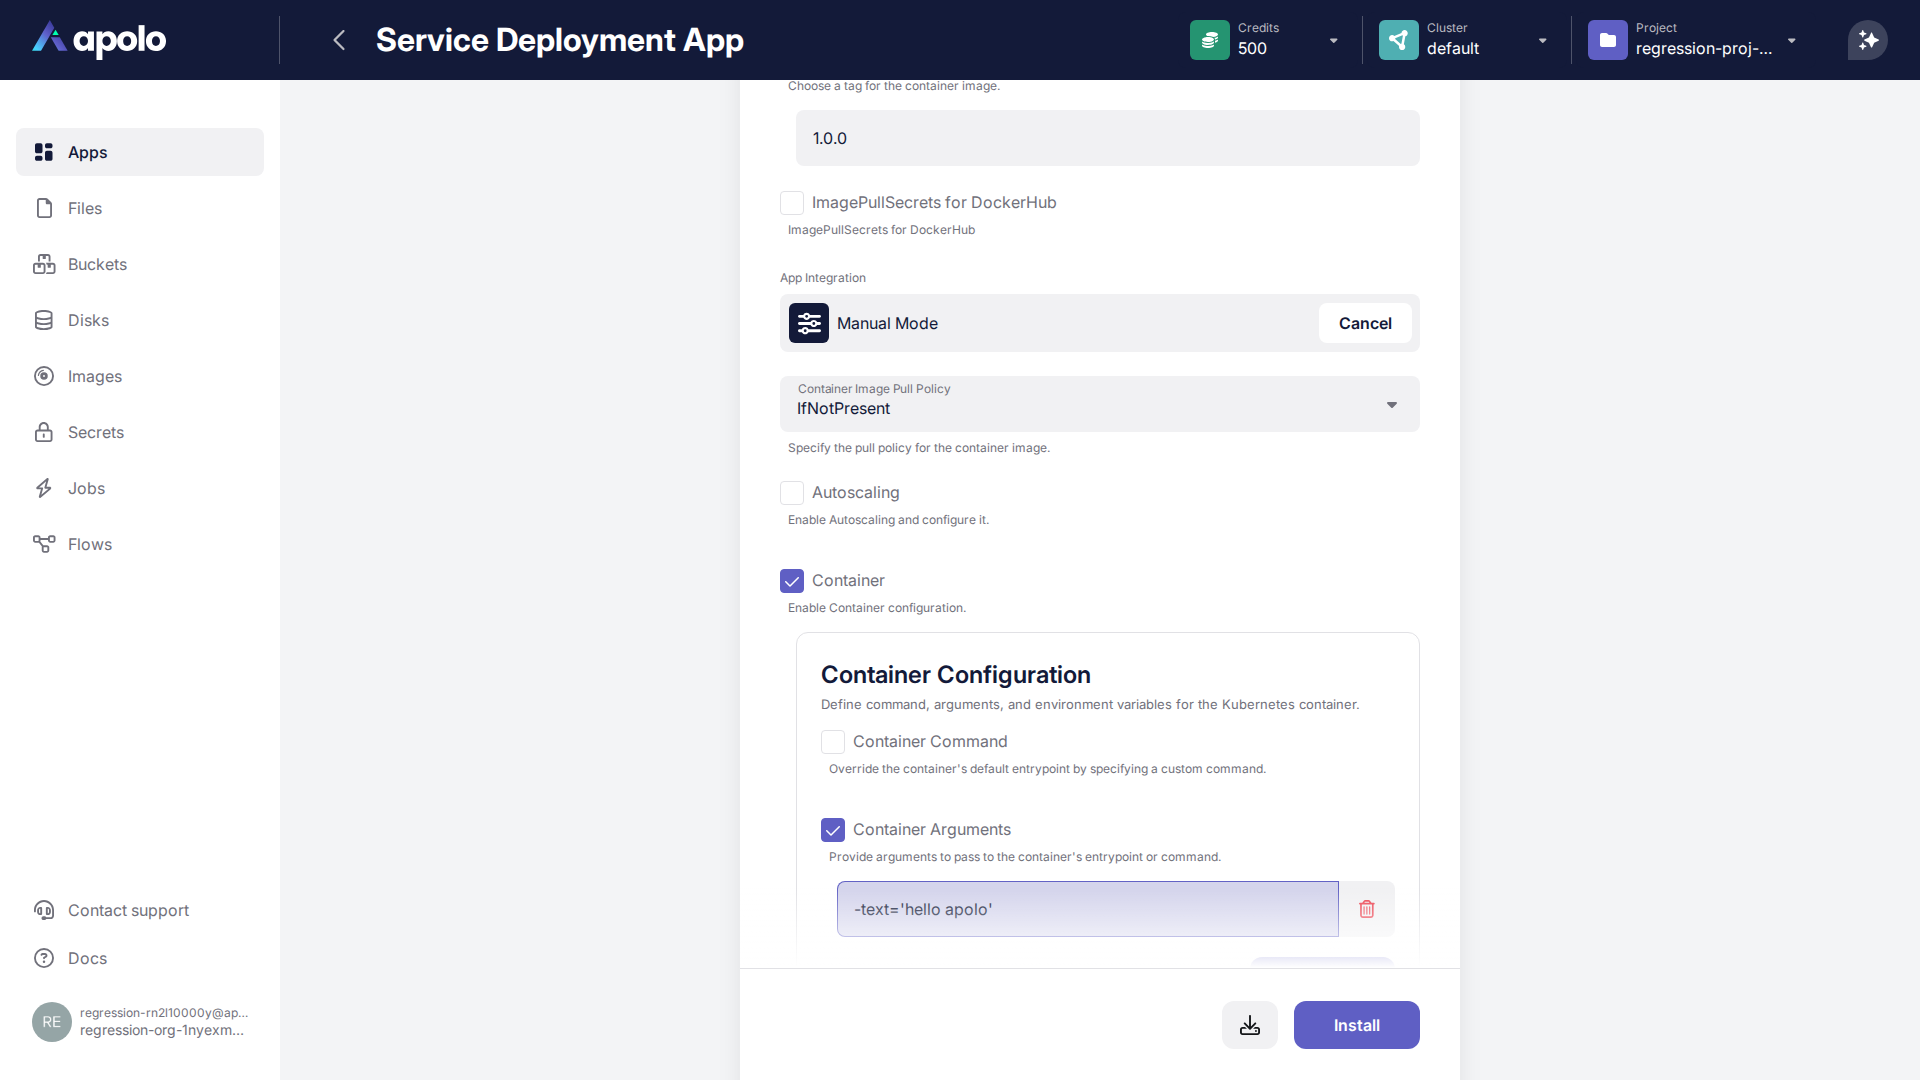 apolo
Service Deployment App
Credits
500
Cluster
default
Project
regression-proj-...
Apps
Files
Buckets
Disks
Images
Secrets
Jobs
Flows
Contact support
Docs
RE
regression-rn2l10000y@ap...
regression-org-1nyexm...
Choose a tag for the container image.
1.0.0
ImagePullSecrets for DockerHub
ImagePullSecrets for DockerHub
App Integration
Manual Mode
Cancel
Container Image Pull Policy
IfNotPresent
Specify the pull policy for the container image.
Autoscaling
Enable Autoscaling and configure it.
Container
Enable Container configuration.
Container Configuration
Define command, arguments, and environment variables for the Kubernetes container.
Container Command
Override the container's default entrypoint by specifying a custom command.
Container Arguments
Provide arguments to pass to the container's entrypoint or command.
-text='hello apolo'
Install